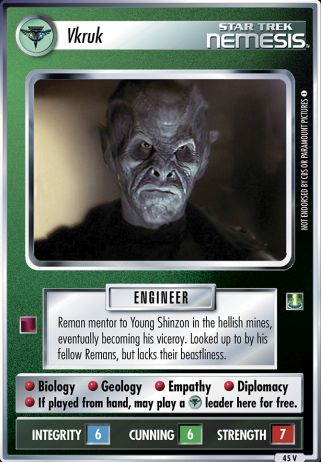 Vkruk
STAR TREK
NEMESIS
NOT ENDORSED BY CBS OR PARAMOUNT PICTURES
ENGINEER
Reman mentor to Young Shinzon in the hellish mines,
eventually becoming his viceroy. Looked up to by his
fellow Remans, but lacks their beastliness.
Biology Geology Empathy Diplomacy
If played from hand, may play a leader here for free.
INTEGRITY 6 CUNNING 6 STRENGTH 7
45 V